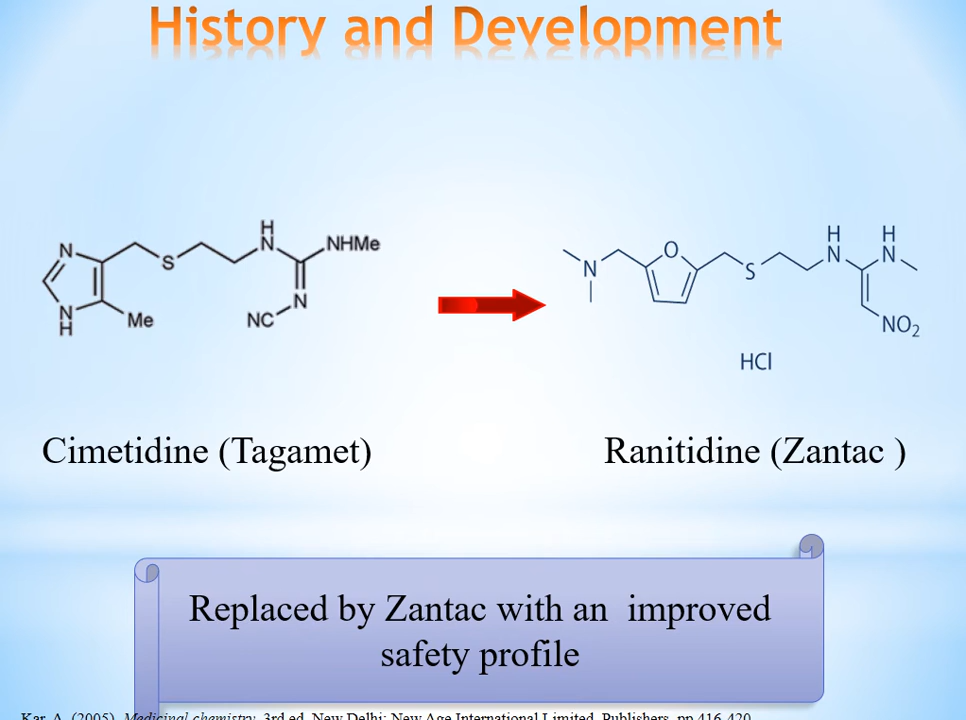 History and Development
N
N
H
Me
S
H
N
NHMe
N
NC
N
O
S
H
N
H
N
NO₂
HCl
Cimetidine (Tagamet)
Ranitidine (Zantac )
Replaced by Zantac with an improved
safety profile
Kar, A. (2005). Medicinal chemistry. 3rd ed. New Delhi: New Age International Limited, Publishers, pp.416-420.